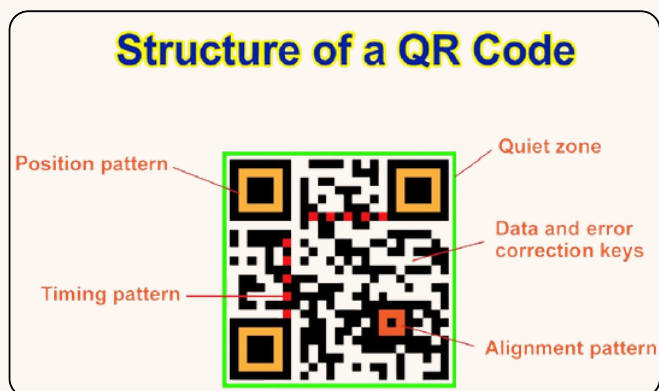 Structure of a QR Code
Position pattern
Quiet zone
Data and error
correction keys
Timing pattern
Alignment pattern